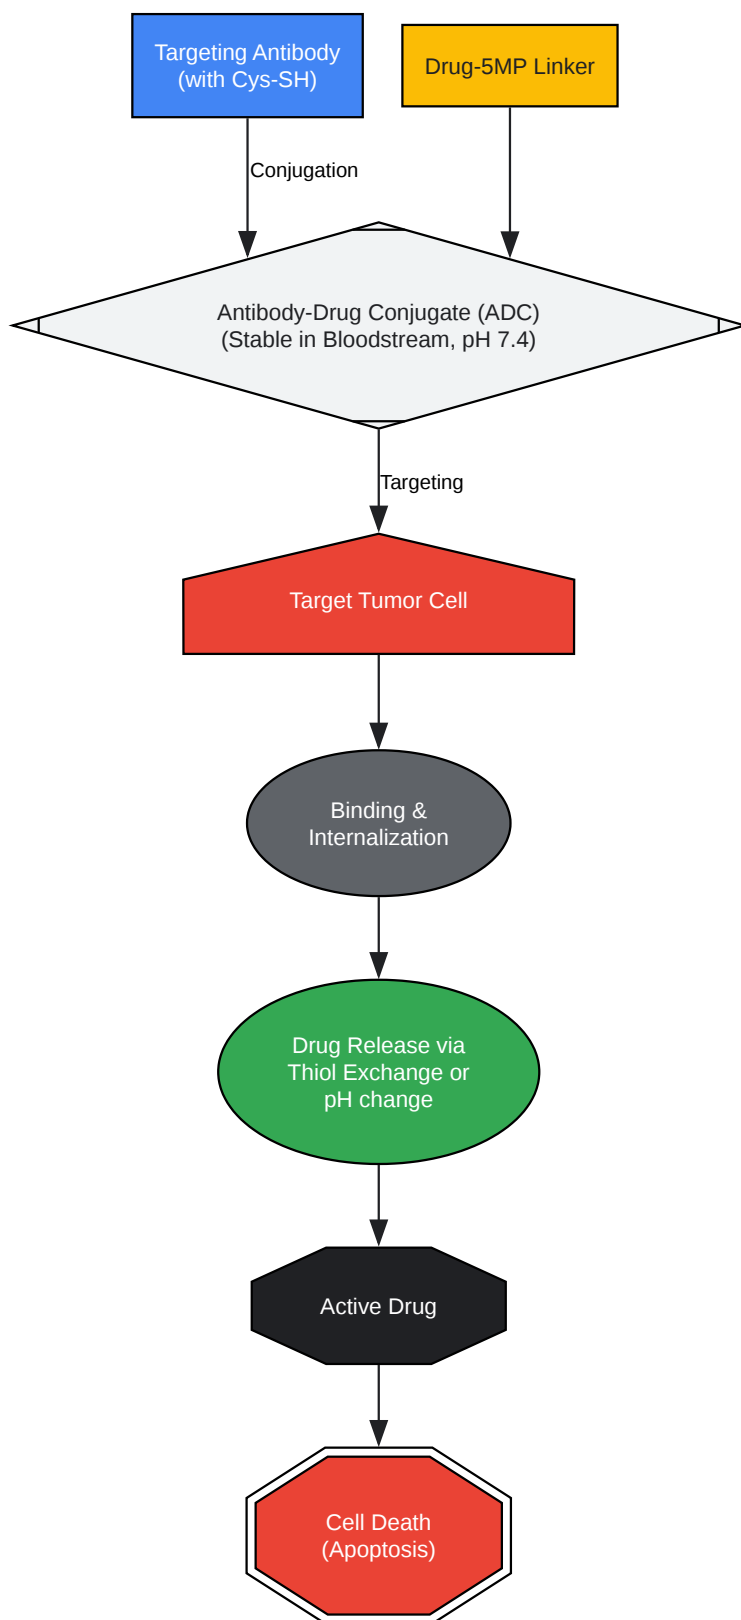 Targeting Antibody
(with Cys-SH)
Drug-5MP Linker
Conjugation
Antibody-Drug Conjugate (ADC)
(Stable in Bloodstream, pH 7.4)
Targeting
Target Tumor Cell
Binding &
Internalization
Drug Release via
Thiol Exchange or
pH change
Active Drug
Cell Death
(Apoptosis)